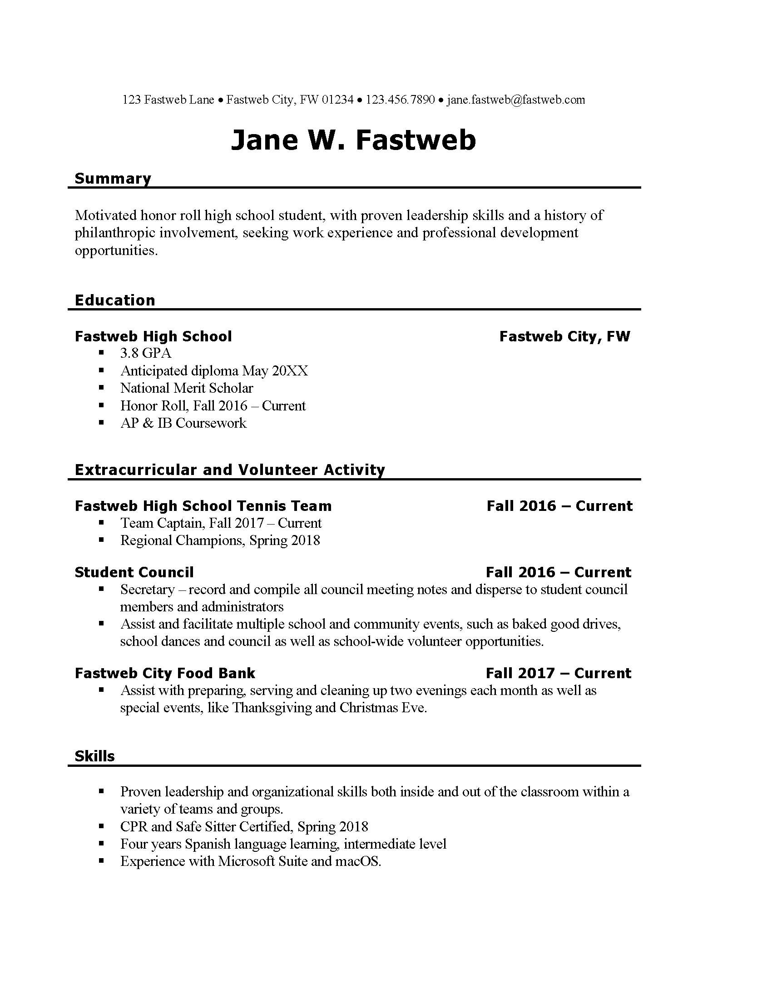 123 Fastweb Lane • Fastweb City, FW 01234 • 123.456.7890 • jane.fastweb@fastweb.com
Jane W. Fastweb
Summary
Motivated honor roll high school student, with proven leadership skills and a history of
philanthropic involvement, seeking work experience and professional development
opportunities.
Education
Fastweb High School Fastweb City, FW
▪ 3.8 GPA
▪ Anticipated diploma May 20XX
▪ National Merit Scholar
▪ Honor Roll, Fall 2016 – Current
▪ AP & IB Coursework
Extracurricular and Volunteer Activity
Fastweb High School Tennis Team Fall 2016 – Current
▪ Team Captain, Fall 2017 – Current
▪ Regional Champions, Spring 2018
Student Council Fall 2016 – Current
▪ Secretary – record and compile all council meeting notes and disperse to student council
members and administrators
▪ Assist and facilitate multiple school and community events, such as baked good drives,
school dances and council as well as school-wide volunteer opportunities.
Fastweb City Food Bank Fall 2017 – Current
▪ Assist with preparing, serving and cleaning up two evenings each month as well as
special events, like Thanksgiving and Christmas Eve.
Skills
▪ Proven leadership and organizational skills both inside and out of the classroom within a
variety of teams and groups.
▪ CPR and Safe Sitter Certified, Spring 2018
▪ Four years Spanish language learning, intermediate level
▪ Experience with Microsoft Suite and macOS.